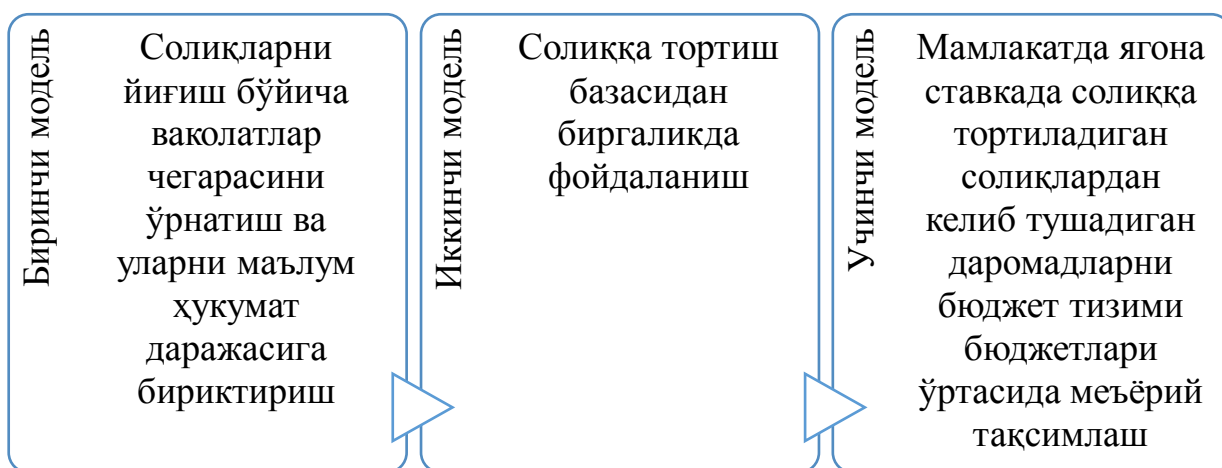 Биринчи модель
Солиқларни
йиғиш бўйича
ваколатлар
чегарасини
ўрнатиш ва
уларни маълум
ҳукумат
даражасига
бириктириш
Иккинчи модель
Солиққа тортиш
базасидан
биргаликда
фойдаланиш
Учинчи модель
Мамлакатда ягона
ставкада солиққа
тортиладиган
солиқлардан
келиб тушадиган
даромадларни
бюджет тизими
бюджетлари
ўртасида меъёрий
тақсимлаш